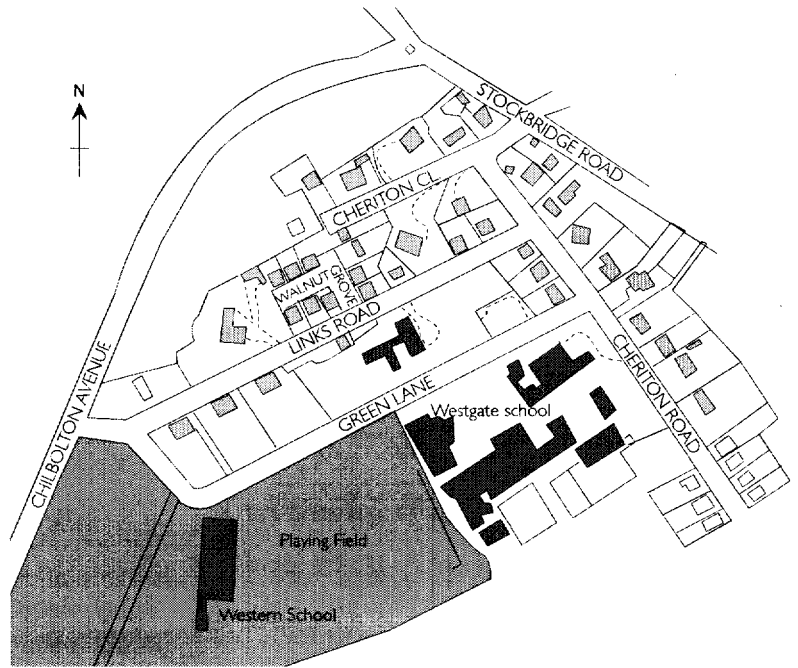 N
STOCKBRIDGE ROAD
CHERITON CL
WALNUT
GROVE
LINKS ROAD
CHILBOLTON AVENUE
GREEN LANE
CHERITON ROAD
Westgate school
Playing Field
Western School